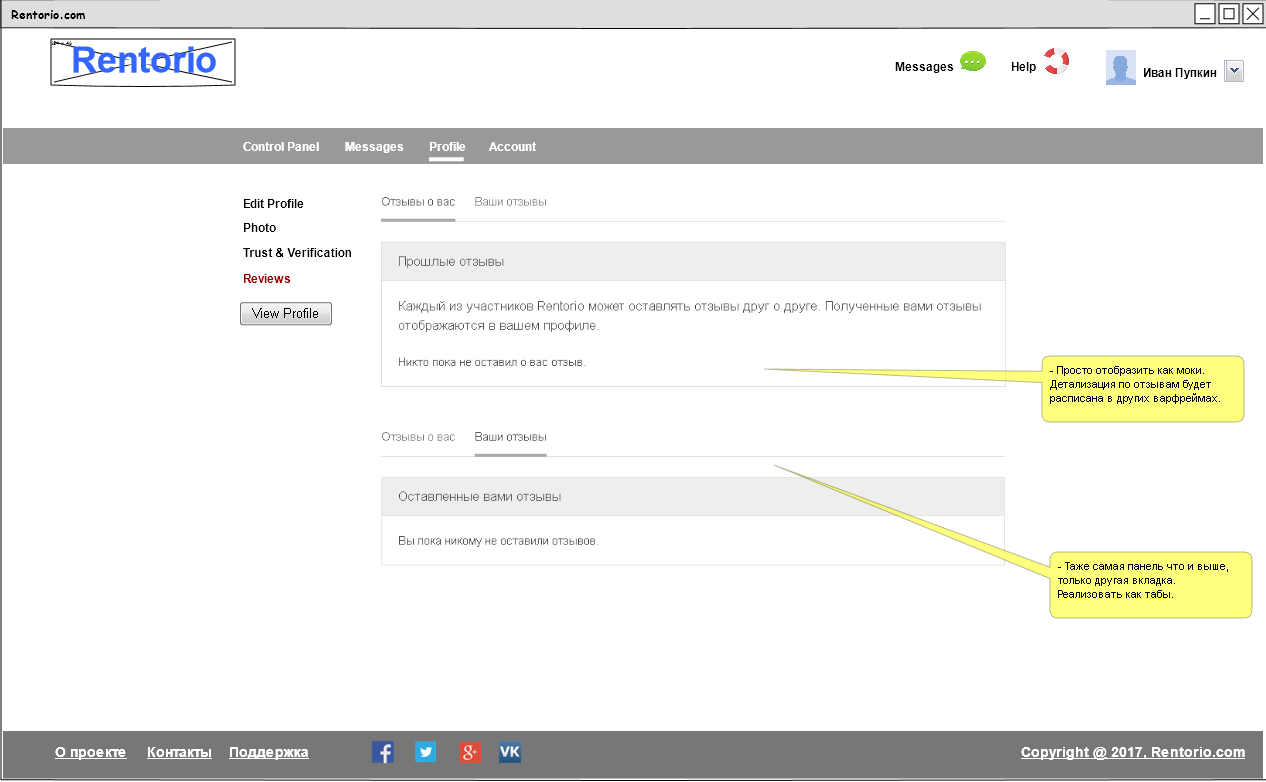 Rentorio.com
Rentorio
Messages
Help
Иван Пупкин
Control Panel
Messages
Profile
Account
Edit Profile
Photo
Trust & Verification
Reviews
View Profile
Отзывы о вас
Ваши отзывы
Прошлые отзывы
Каждый из участников Rentorio может оставлять отзывы друг о друге. Полученные вами отзывы
отображаются в вашем профиле.
Никто пока не оставил о вас отзыв.
- Просто отобразить как моки.
Детализация по отзывам будет
расписана в других варфреймах.
Отзывы о вас
Ваши отзывы
Оставленные вами отзывы
Вы пока никому не оставили отзывов.
- Таже самая панель что и выше,
только другая вкладка.
Реализовать как табы.
О проекте
Контакты
Поддержка
f
g+
VK
Copyright @ 2017, Rentorio.com